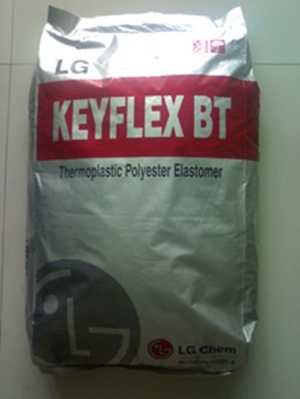 LG
KEYFLEX BT
Thermoplastic Polyester Elastomer
LG Chem